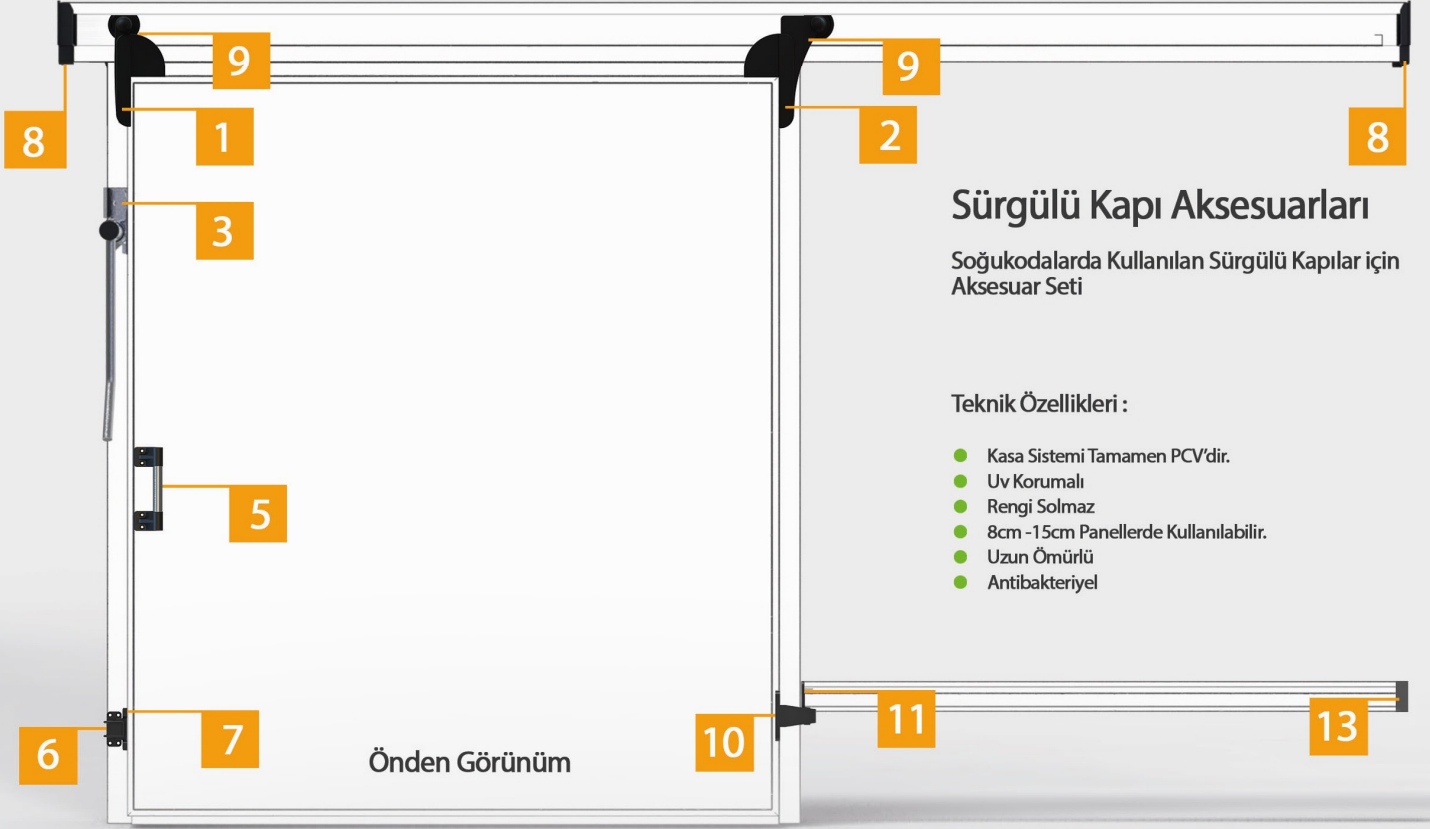 9
9
8
1
2
8
3
Sürgülü Kapı Aksesuarları
Soğukodalarda Kullanılan Sürgülü Kapılar için
Aksesuar Seti
Teknik Özellikleri :
Kasa Sistemi Tamamen PCV'dir.
Uv Korumalı
Rengi Solmaz
8cm -15cm Panellerde Kullanılabilir.
Uzun Ömürlü
Antibakteriyel
5
6
7
Önden Görünüm
10
11
13